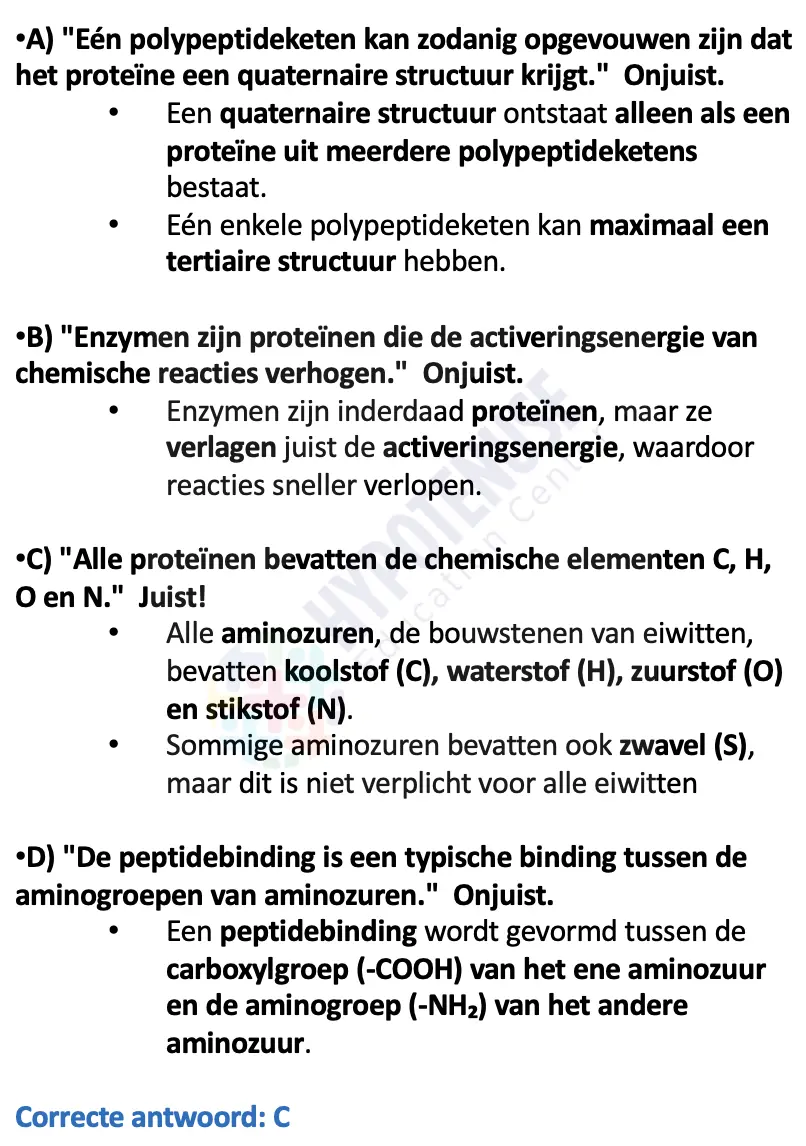 •A) "Eén polypeptideketen kan zodanig opgevouwen zijn dat
het proteïne een quaternaire structuur krijgt." Onjuist.
• Een quaternaire structuur ontstaat alleen als een
proteïne uit meerdere polypeptideketens
bestaat.
• Eén enkele polypeptideketen kan maximaal een
tertiaire structuur hebben.
•B) "Enzymen zijn proteïnen die de activeringsenergie van
chemische reacties verhogen." Onjuist.
• Enzymen zijn inderdaad proteïnen, maar ze
verlagen juist de activeringsenergie, waardoor
reacties sneller verlopen.
•C) "Alle proteïnen bevatten de chemische elementen C, H,
O en N." Juist!
• Alle aminozuren, de bouwstenen van eiwitten,
bevatten koolstof (C), waterstof (H), zuurstof (O)
en stikstof (N).
• Sommige aminozuren bevatten ook zwavel (S),
maar dit is niet verplicht voor alle eiwitten
•D) "De peptidebinding is een typische binding tussen de
aminogroepen van aminozuren." Onjuist.
• Een peptidebinding wordt gevormd tussen de
carboxylgroep (-COOH) van het ene aminozuur
en de aminogroep (-NH₂) van het andere
aminozuur.
Correcte antwoord: C
HYPOTENUSE
Education Center